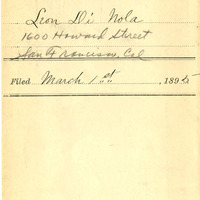 Leon Di Nola
1600 Howard Street
San Francisco, Cal
Filed March 1st, 1895